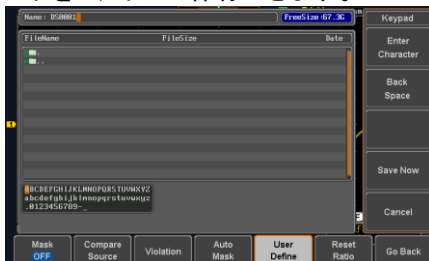 Name: DS0001
FreeSize:67.3G
Keypad
FileName FileSize Date
.
..
Enter
Character
Back
Space
Save Now
Cancel
ABCDEFGHIJKLMNOPQRSTUVWXYZ
abcdefghijklmnopqrstuvwxyz
.0123456789-_
Mask
OFF
Compare
Source
Violation
Auto
Mask
User
Define
Reset
Ratio
Go Back